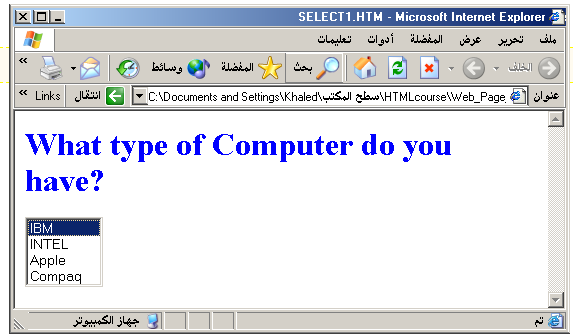 SELECT1.HTM - Microsoft Internet Explorer
ملف تحرير عرض المفضلة أدوات تعليمات
الخلف بحث المفضلة وسائط »
عنوان C:\Documents and Settings\Khaled\سطح المكتب\HTMLcourse\Web_Page انتقال Links »
What type of Computer do you
have?
IBM
INTEL
Apple
Compaq
تم جهاز الكمبيوتر